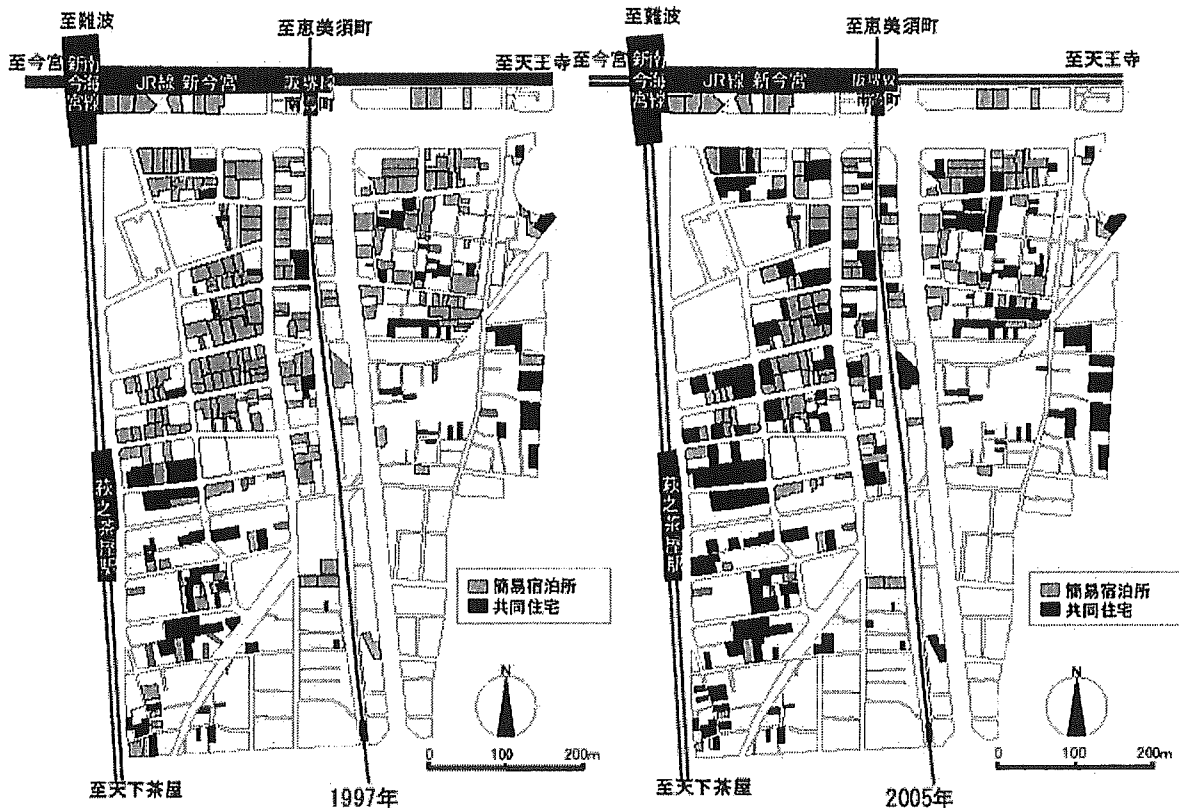 至難波
至恵美須町
至今宮
南海線
新今宮
JR線 新今宮
阪堺線
南霞町
至天王寺
萩之茶屋駅
簡易宿泊所
共同住宅
N
0 100 200m
至天下茶屋
1997年
至難波
至恵美須町
至今宮
南海線
新今宮
JR線 新今宮
阪堺線
南霞町
至天王寺
萩之茶屋駅
簡易宿泊所
共同住宅
N
0 100 200m
至天下茶屋
2005年